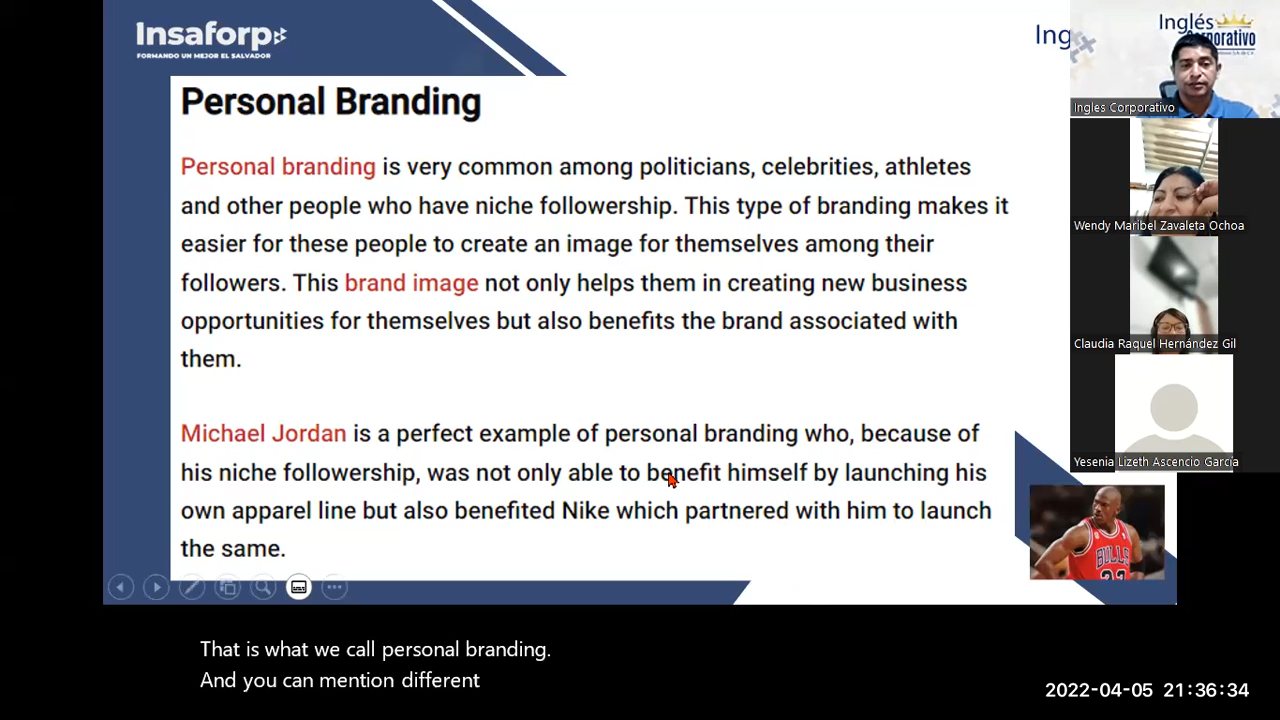 Insaforp
FORMANDO UN MEJOR EL SALVADOR
Ing
Inglés
Corporativo
Ingles Corporativo
Personal Branding
Personal branding is very common among politicians, celebrities, athletes
and other people who have niche followership. This type of branding makes it
easier for these people to create an image for themselves among their
followers. This brand image not only helps them in creating new business
opportunities for themselves but also benefits the brand associated with
them.
Michael Jordan is a perfect example of personal branding who, because of
his niche followership, was not only able to benefit himself by launching his
own apparel line but also benefited Nike which partnered with him to launch
the same.
Wendy Maribel Zavaleta Ochoa
Claudia Raquel Hernández Gil
Yesenia Lizeth Ascencio García
BULLS
That is what we call personal branding.
And you can mention different
2022-04-05 21:36:34